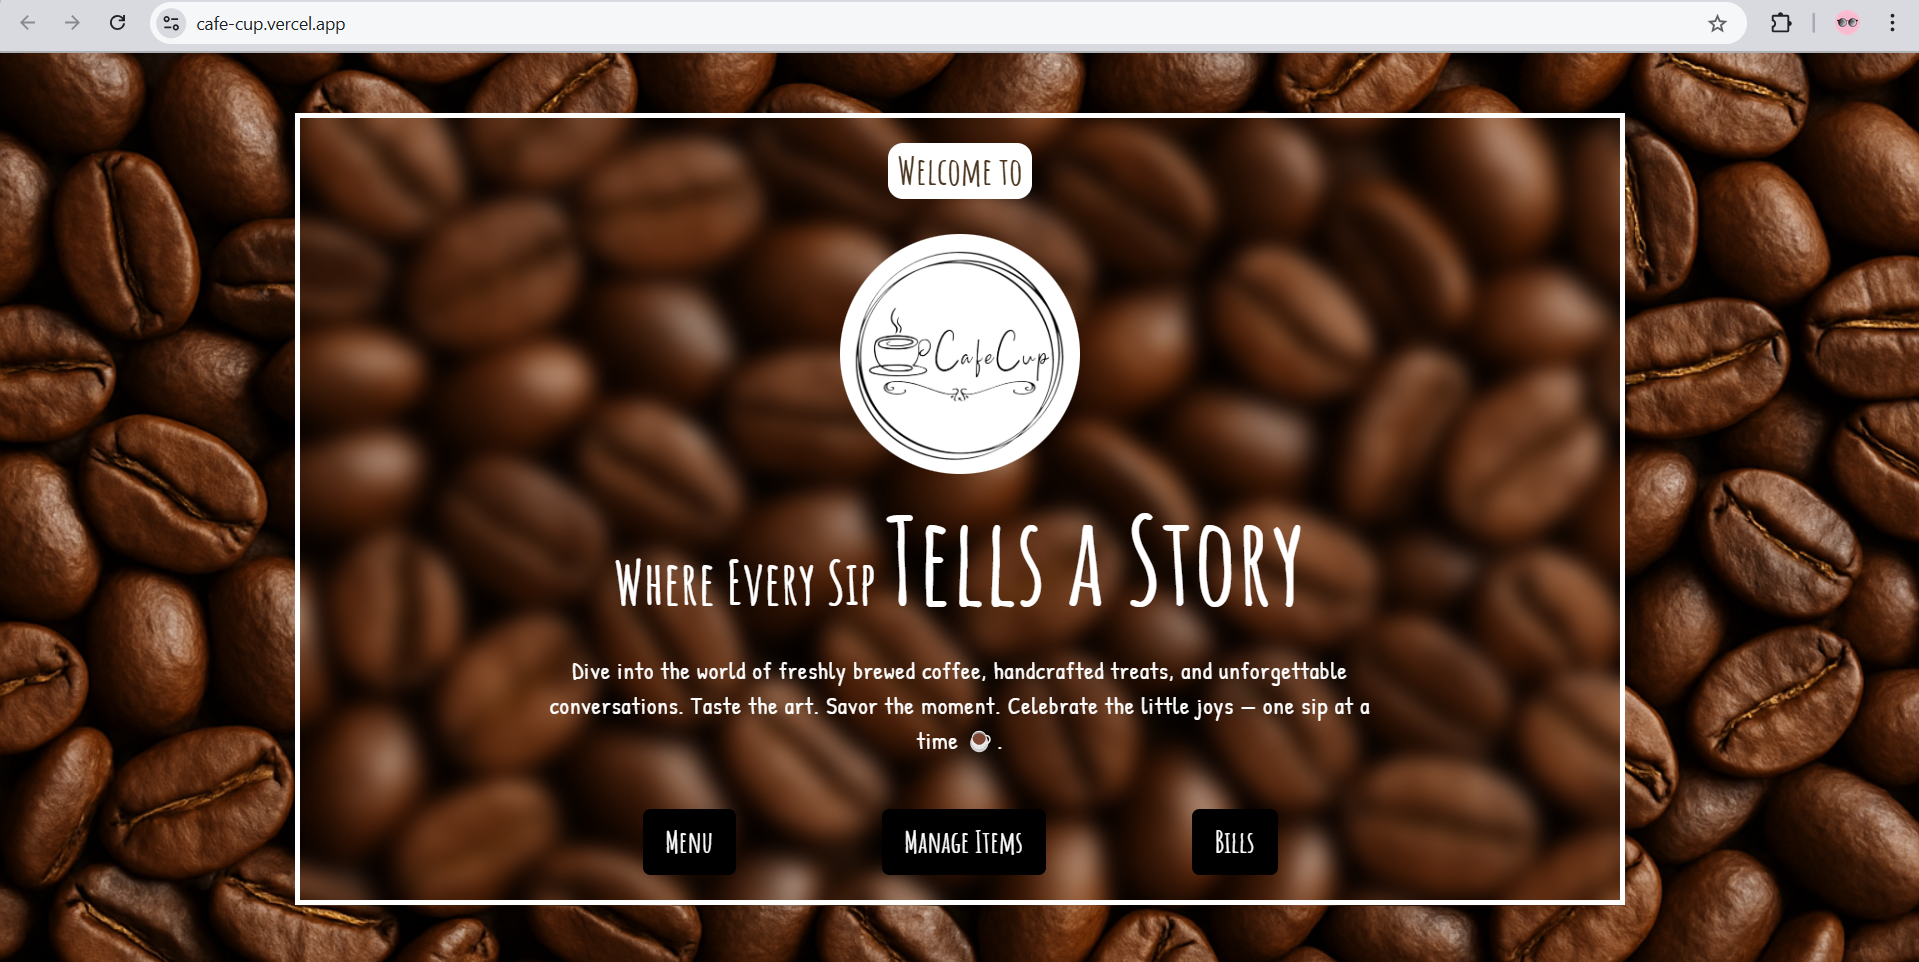 cafe-cup.vercel.app
Welcome to
CafeCup
Where Every Sip Tells a Story
Dive into the world of freshly brewed coffee, handcrafted treats, and unforgettable
conversations. Taste the art. Savor the moment. Celebrate the little joys — one sip at a
time ☕ .
Menu
Manage Items
Bills